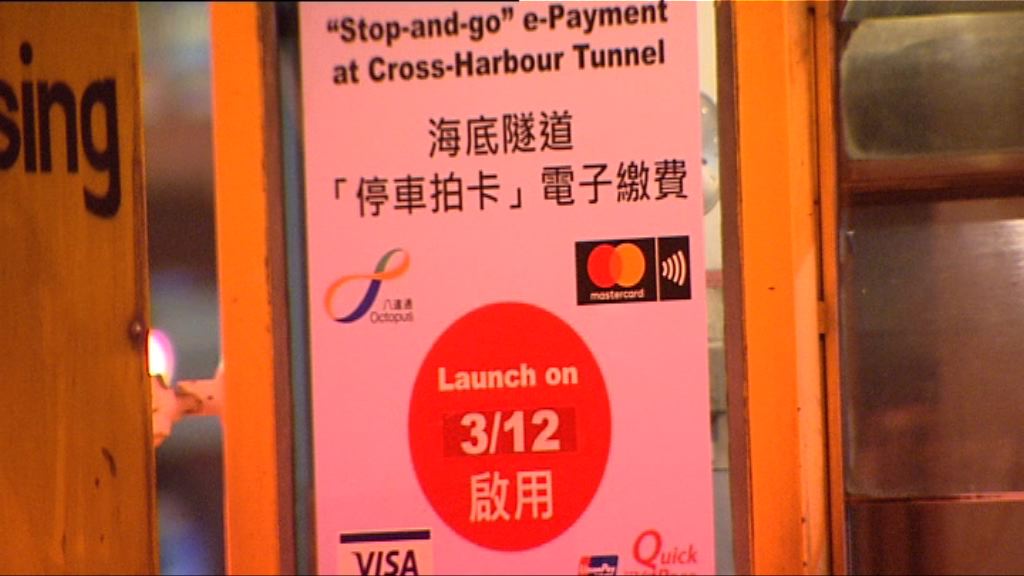 sing
"Stop-and-go" e-Payment
at Cross-Harbour Tunnel
海底隧道
「停車拍卡」電子繳費
八達通
Octopus
mastercard
Launch on
3/12
啟用
VISA
Quick